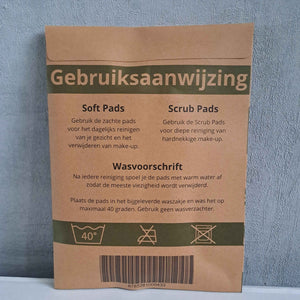 Gebruiksaanwijzing
Soft Pads
Gebruik de zachte pads
voor het dagelijks reinigen
van je gezicht en het
verwijderen van make-up.
Scrub Pads
Gebruik de Scrub Pads
voor diepe reiniging van
hardnekkige make-up.
Wasvoorschrift
Na iedere reiniging spoel je de pads met warm water af
zodat de meeste viezigheid wordt verwijderd.
Plaats de pads in het bijgeleverde waszakje en was het op
maximaal 40 graden. Gebruik geen wasverzachter.
40°